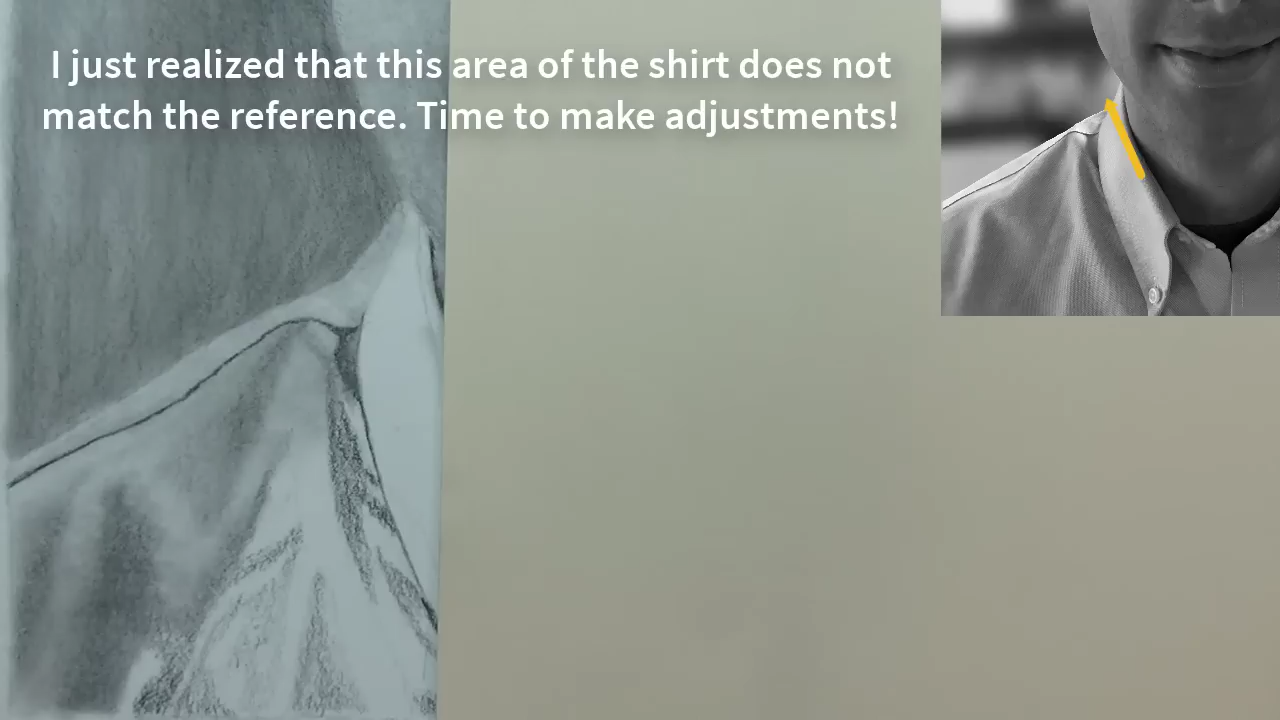 I just realized that this area of the shirt does not
match the reference. Time to make adjustments!